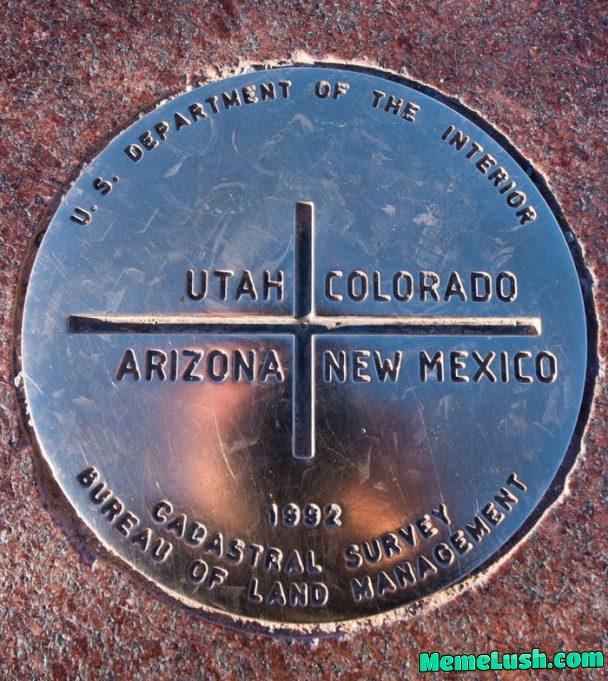 U.S. DEPARTMENT OF THE INTERIOR
UTAH COLORADO
ARIZONA NEW MEXICO
1992
CADASTRAL SURVEY
BUREAU OF LAND MANAGEMENT
MemeLush.com